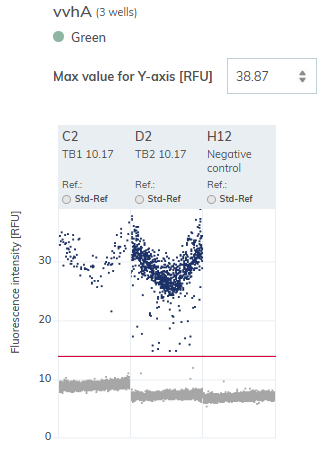 vvhA (3 wells)
Green
Max value for Y-axis [RFU] 38.87
C2 D2 H12
TB1 10.17 TB2 10.17 Negative control
Ref.: Ref.: Ref.:
Std-Ref Std-Ref Std-Ref
Fluorescence intensity [RFU]
30
20
10
0